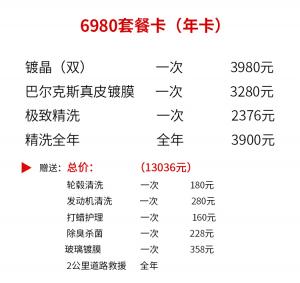 6980套餐卡（年卡）
镀晶（双） 一次 3980元
巴尔克斯真皮镀膜 一次 3280元
极致精洗 一次 2376元
精洗全年 全年 3900元
▶ 赠送：总价： （13036元）
轮毂清洗 一次 180元
发动机清洗 一次 280元
打蜡护理 一次 160元
除臭杀菌 一次 228元
玻璃镀膜 一次 358元
2公里道路救援 全年